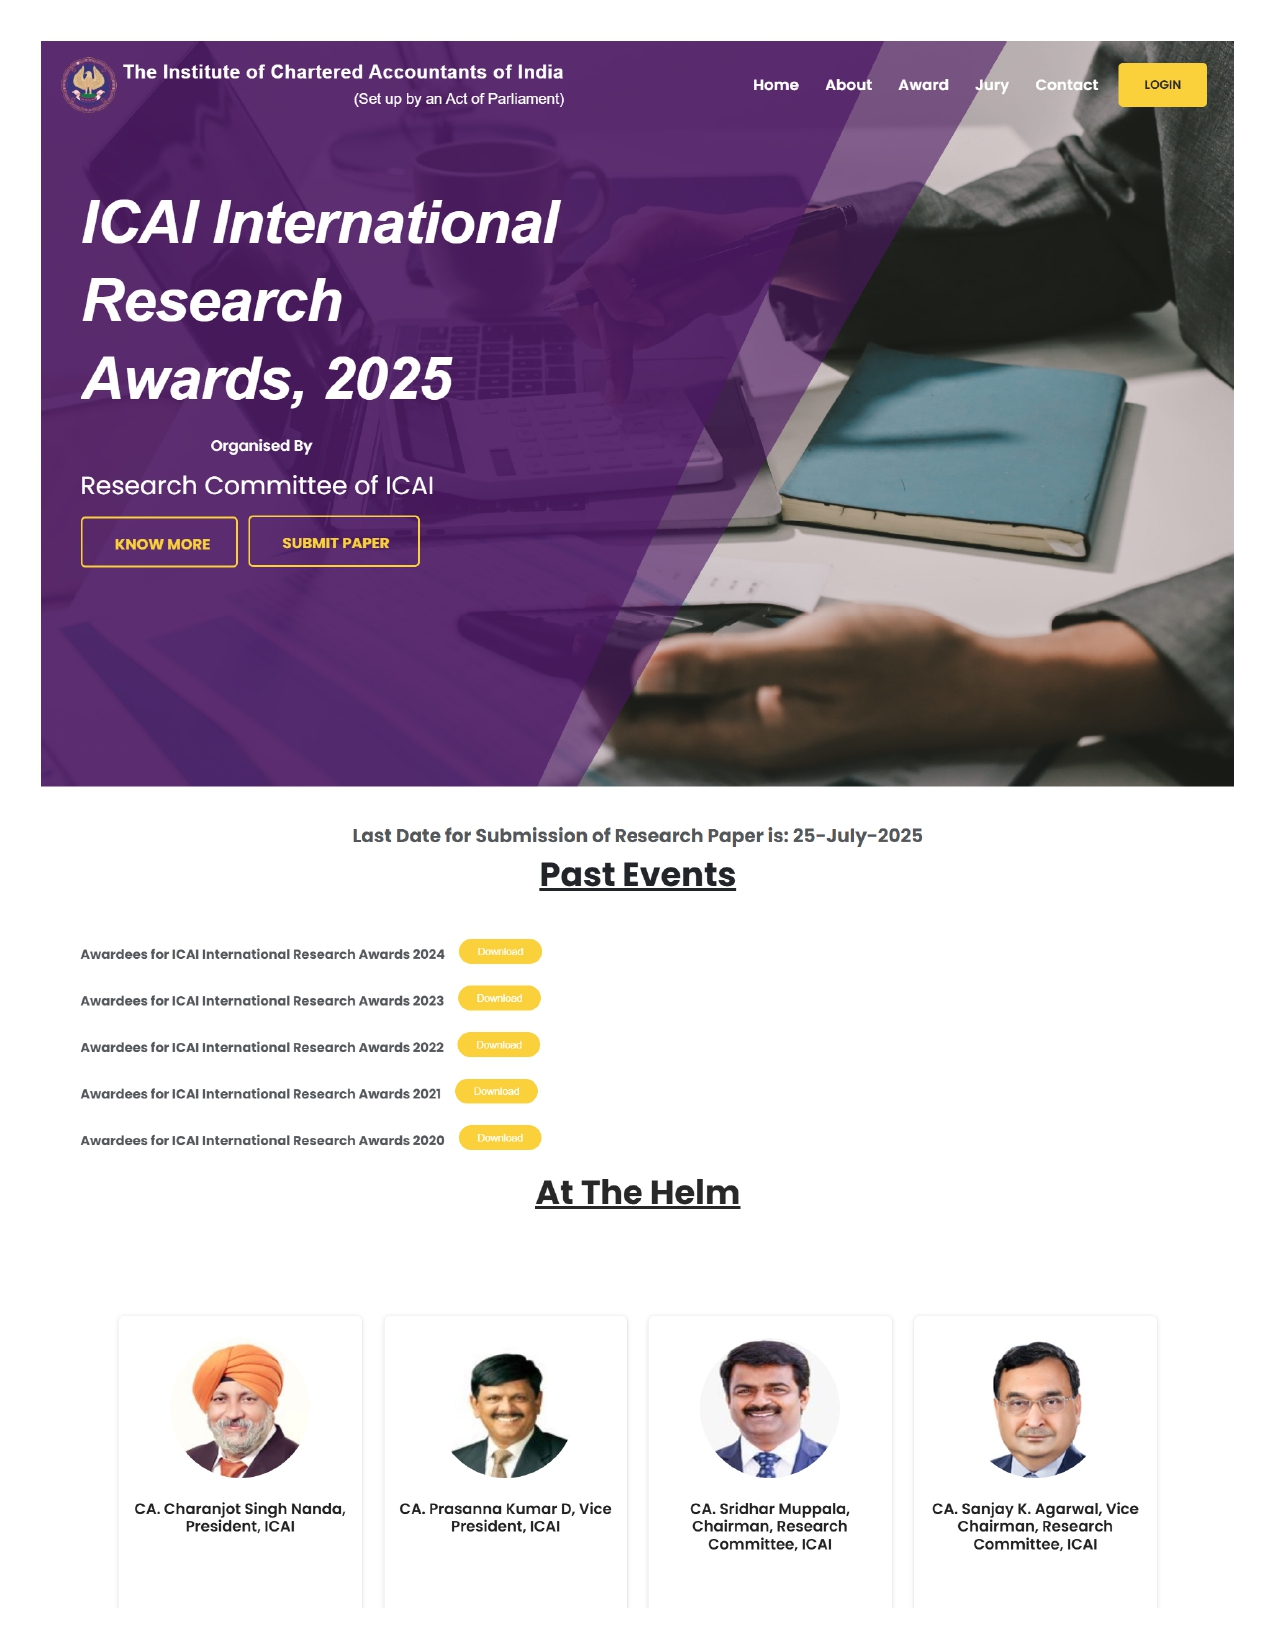 The Institute of Chartered Accountants of India
(Set up by an Act of Parliament)
Home About Award Jury Contact LOGIN
ICAI International
Research
Awards, 2025
Organised By
Research Committee of ICAI
KNOW MORE SUBMIT PAPER
Last Date for Submission of Research Paper is: 25-July-2025
Past Events
Awardees for ICAI International Research Awards 2024 Download
Awardees for ICAI International Research Awards 2023 Download
Awardees for ICAI International Research Awards 2022 Download
Awardees for ICAI International Research Awards 2021 Download
Awardees for ICAI International Research Awards 2020 Download
At The Helm
CA. Charanjot Singh Nanda,
President, ICAI
CA. Prasanna Kumar D, Vice
President, ICAI
CA. Sridhar Muppala,
Chairman, Research
Committee, ICAI
CA. Sanjay K. Agarwal, Vice
Chairman, Research
Committee, ICAI